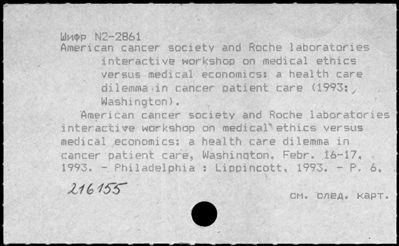 Шифр N2-2861
American cancer society and Roche laboratories
interactive workshop on medical ethics
versus medical economics: a health care
dilemma in cancer patient care (1993;
Washington).
American cancer society and Roche laboratories
interactive workshop on medical ethics versus
medical economics: a health care dilemma in
cancer patient care, Washington, Febr. 16-17,
1993. - Philadelphia : Lippincott, 1993. - P. 6,
216155
см. след. карт.